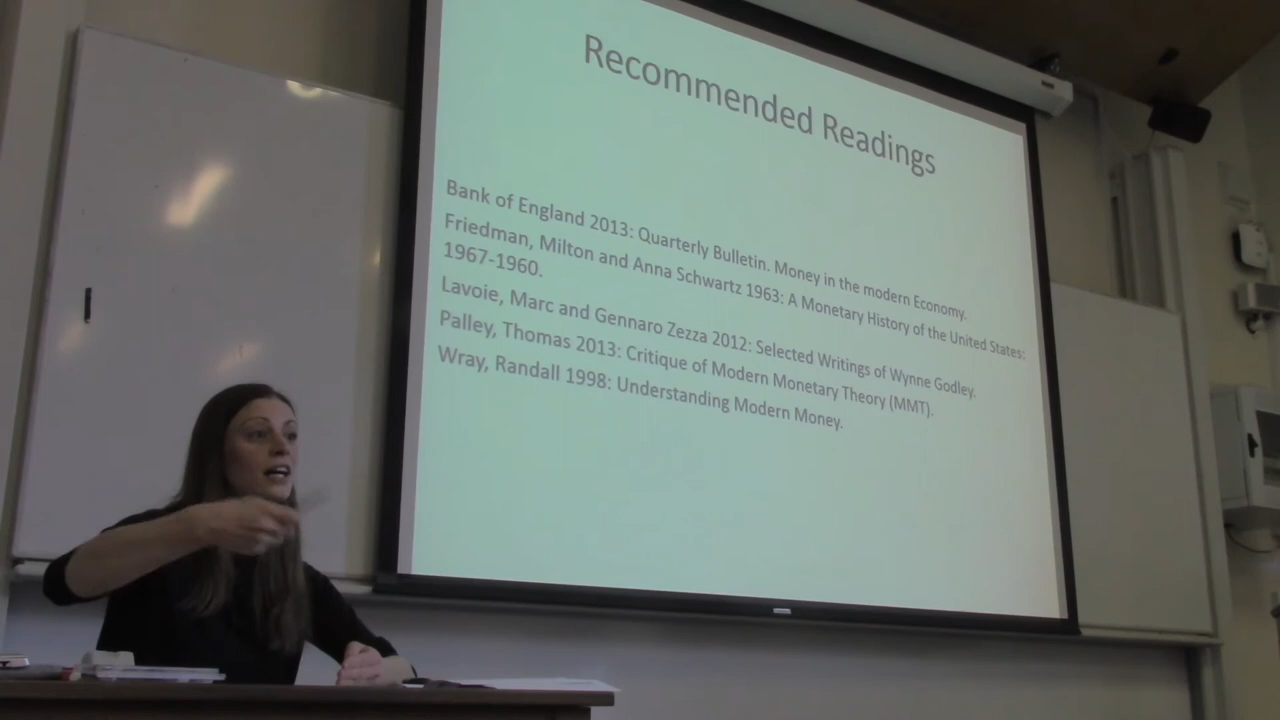 Recommended Readings
Bank of England 2013: Quarterly Bulletin. Money in the modern Economy.
Friedman, Milton and Anna Schwartz 1963: A Monetary History of the United States:
1967-1960.
Lavoie, Marc and Gennaro Zezza 2012: Selected Writings of Wynne Godley.
Palley, Thomas 2013: Critique of Modern Monetary Theory (MMT).
Wray, Randall 1998: Understanding Modern Money.